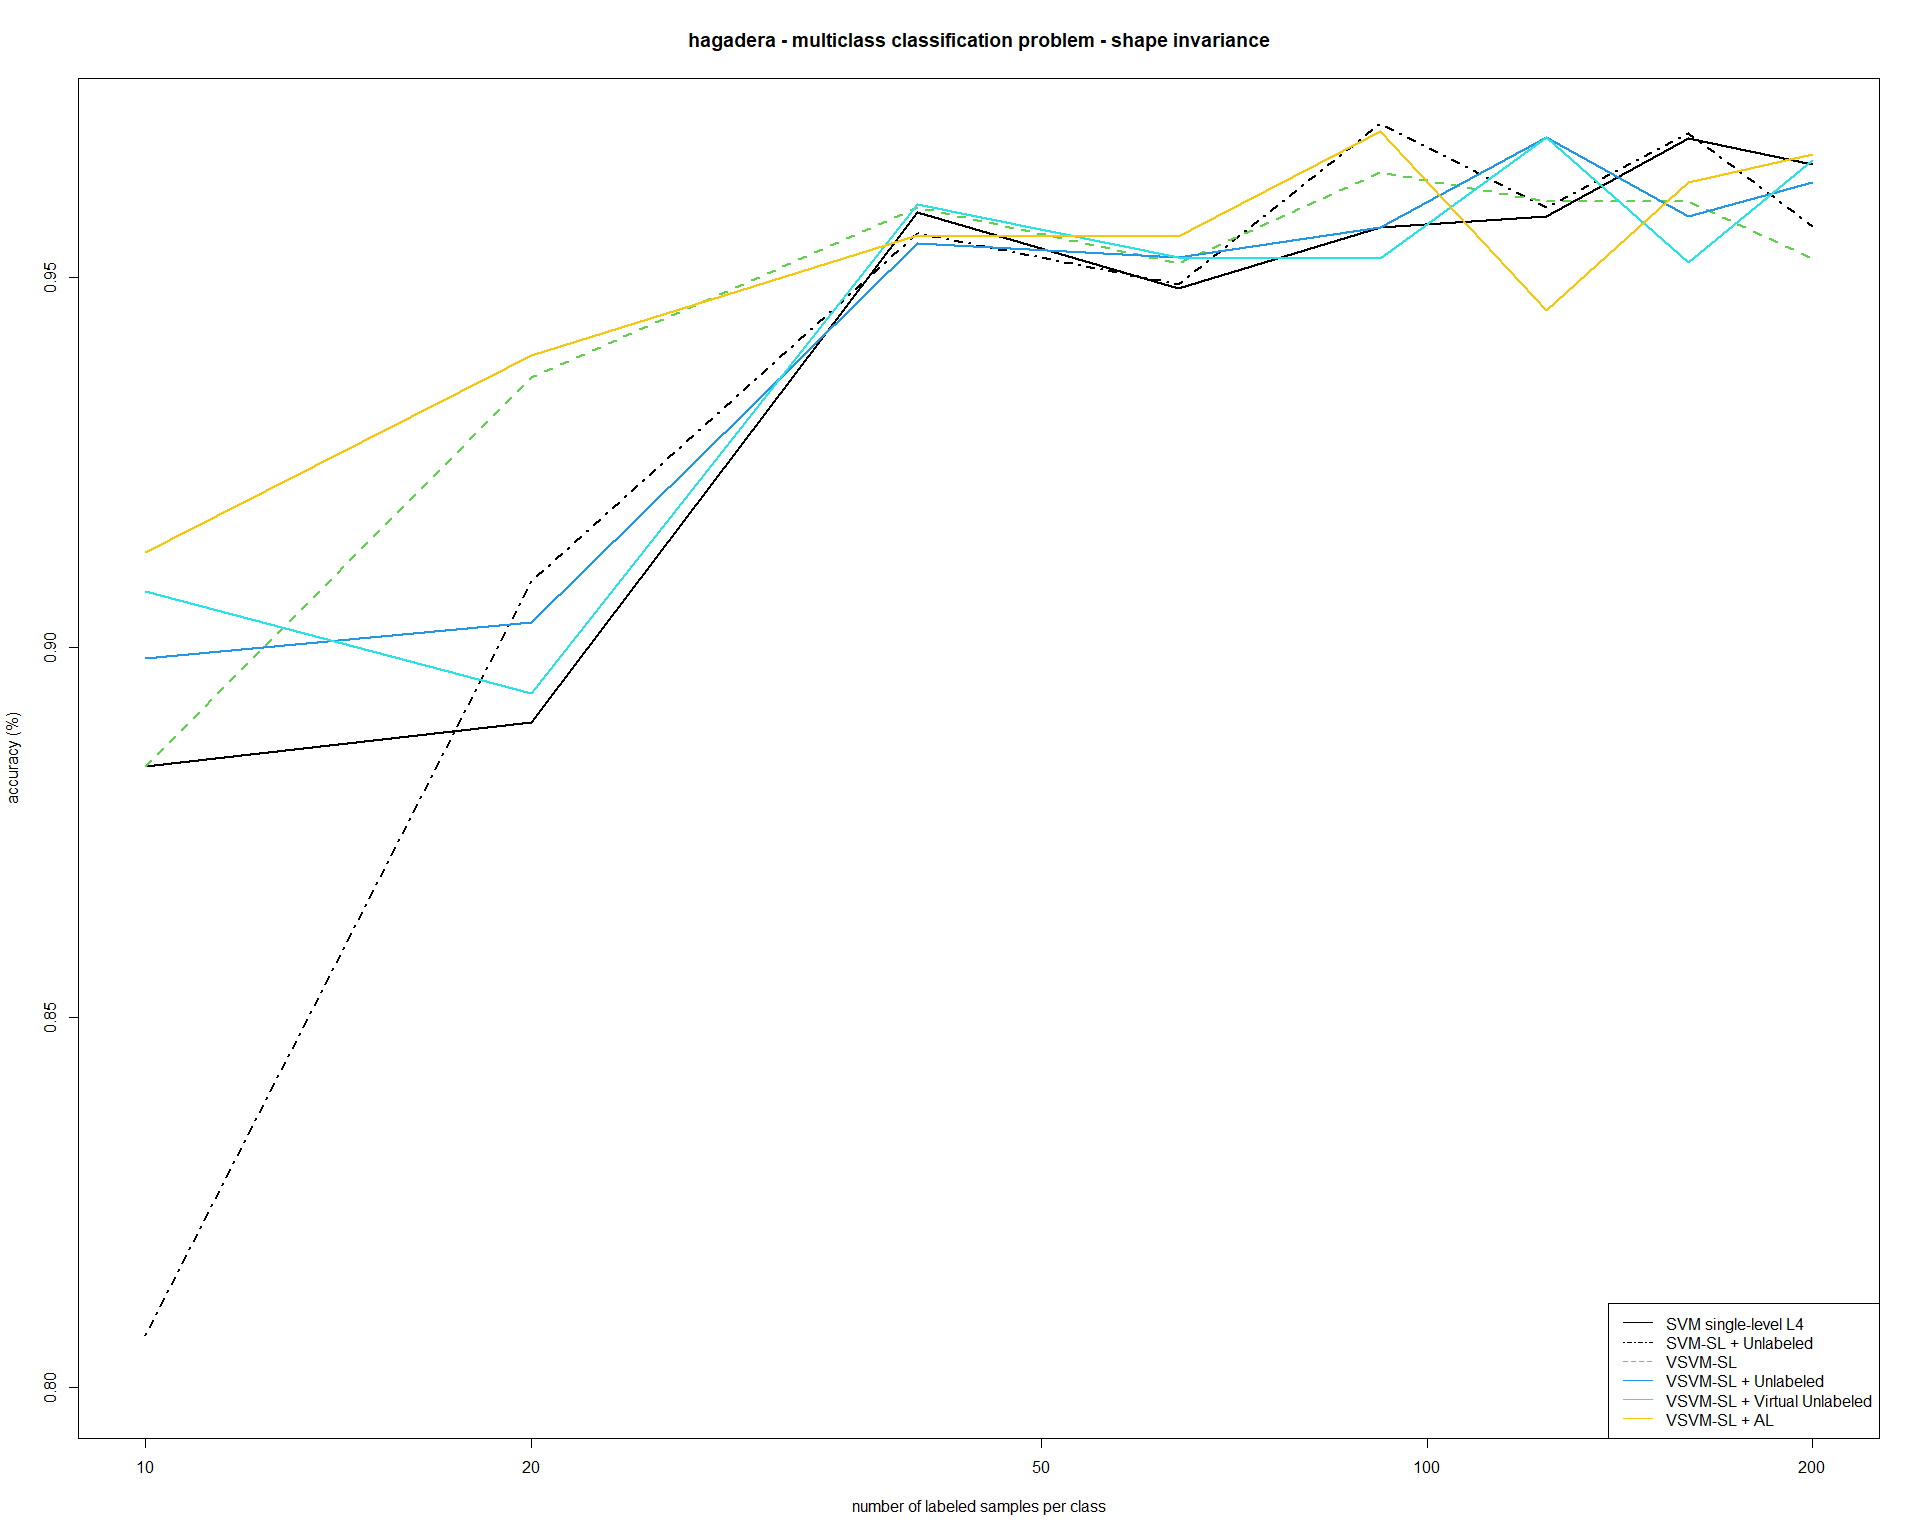 hagadera - multiclass classification problem - shape invariance
accuracy (%)
0.95
0.90
0.85
0.80
10
20
50
100
200
number of labeled samples per class
SVM single-level L4
SVM-SL + Unlabeled
VSVM-SL
VSVM-SL + Unlabeled
VSVM-SL + Virtual Unlabeled
VSVM-SL + AL